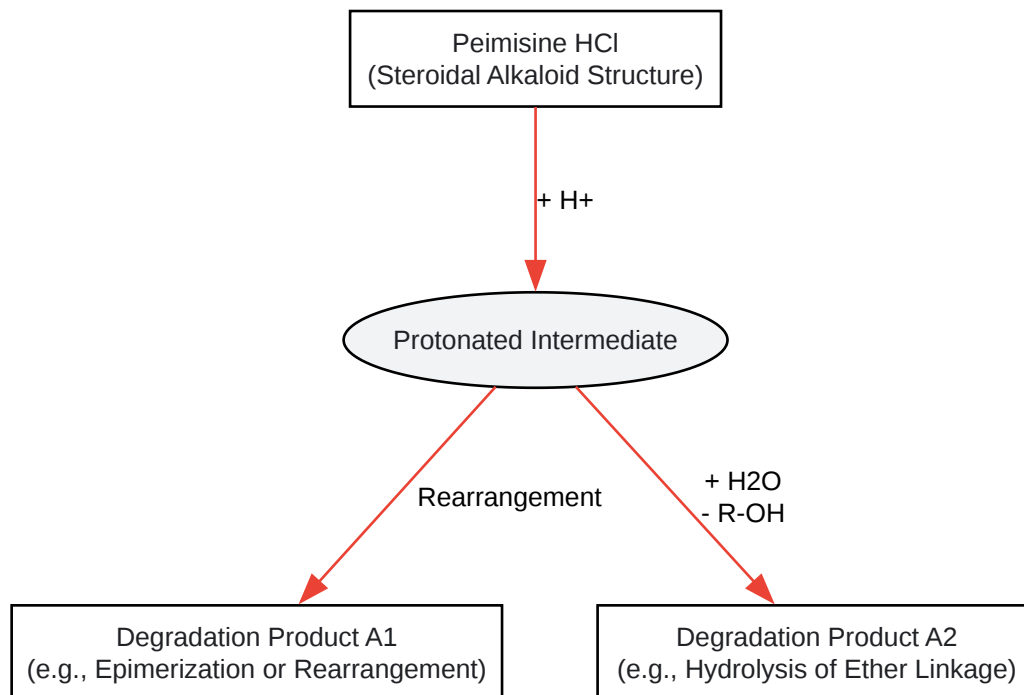 Peimisine HCl
(Steroidal Alkaloid Structure)
+ H+
Protonated Intermediate
Rearrangement
+ H2O
- R-OH
Degradation Product A1
(e.g., Epimerization or Rearrangement)
Degradation Product A2
(e.g., Hydrolysis of Ether Linkage)